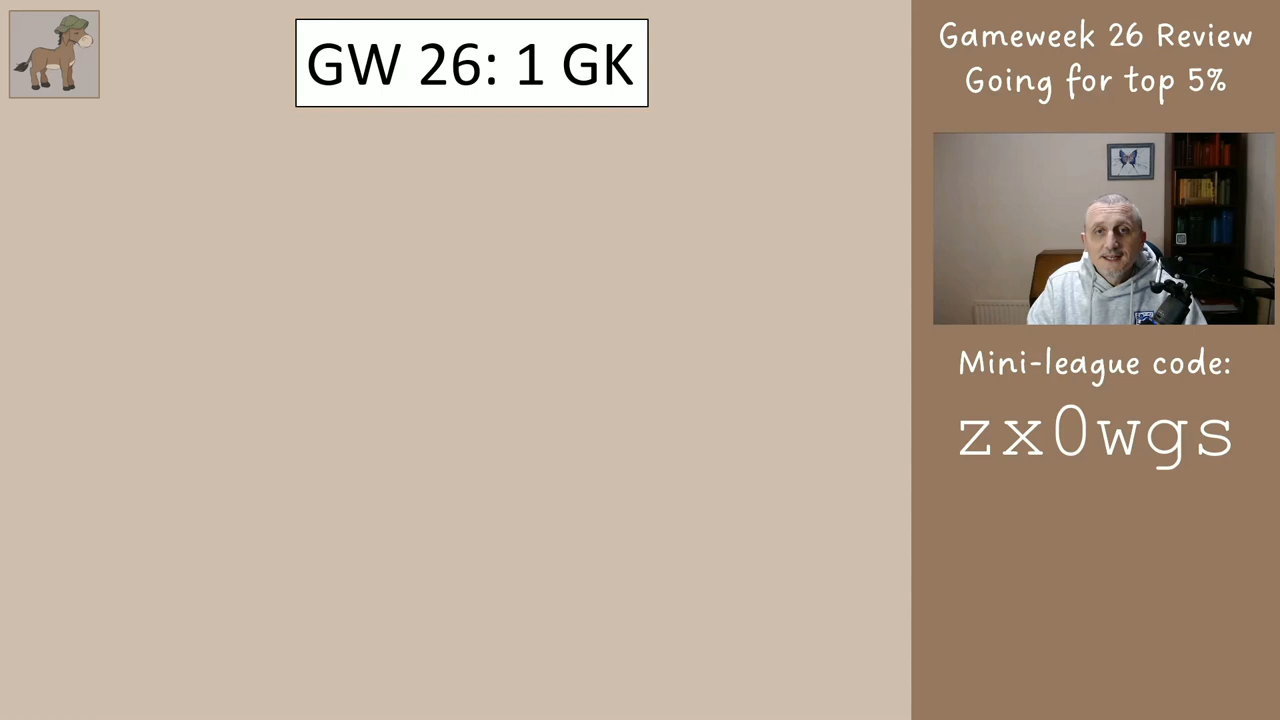 GW 26: 1 GK
Gameweek 26 Review
Going for top 5%
Mini-league code:
zx0wgs